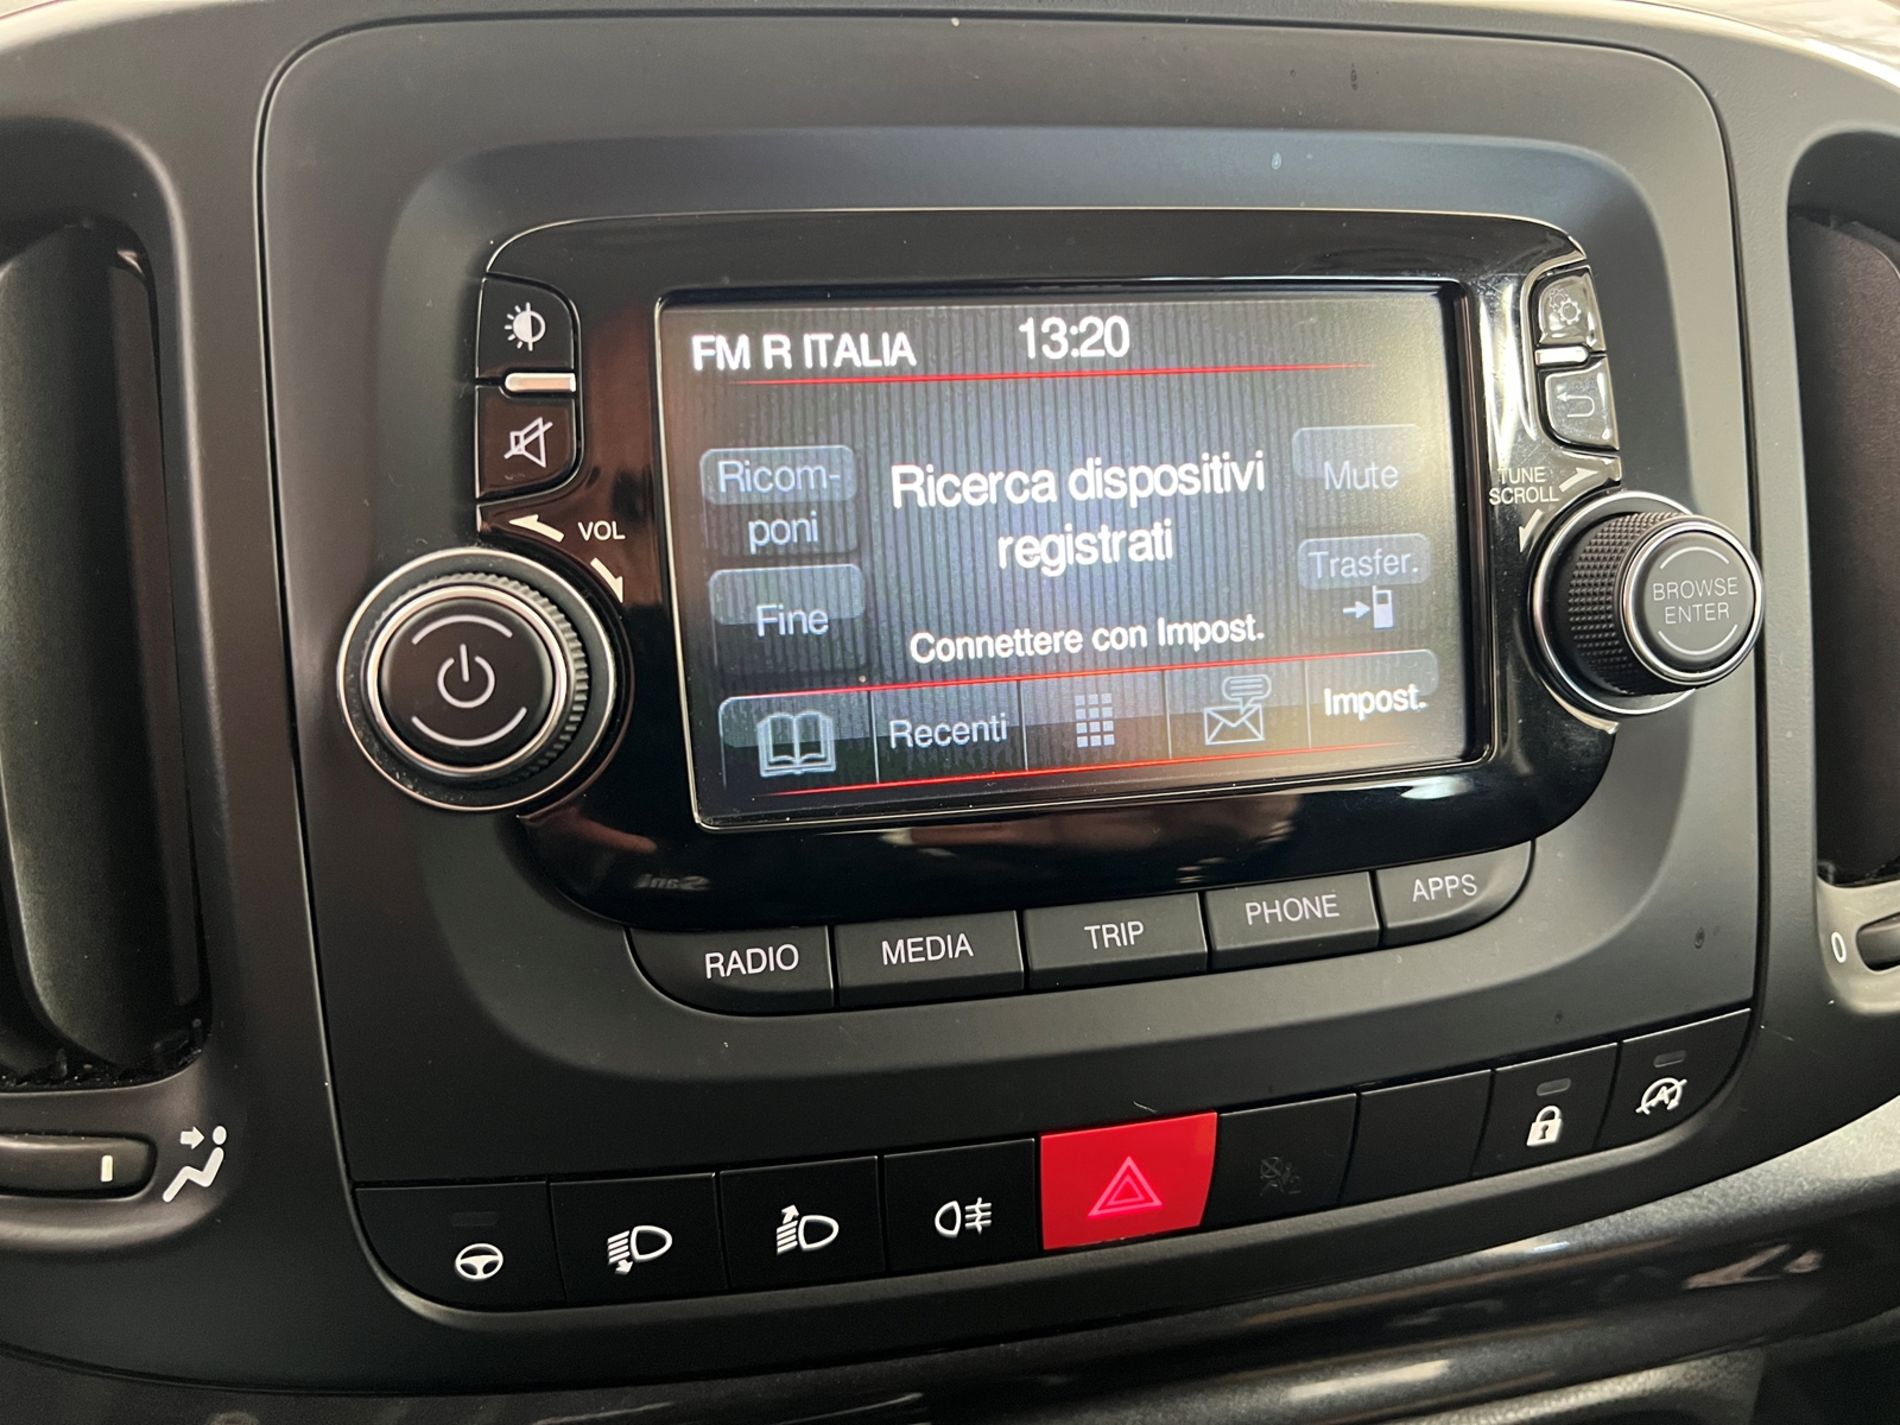 FM R ITALIA 13:20
Ricom-
poni
Ricerca dispositivi
registrati
Mute
Fine
Trasfer.
Connettere con Impost.
Recenti
Impost.
VOL
TUNE
SCROLL
BROWSE
ENTER
RADIO MEDIA TRIP PHONE APPS
0